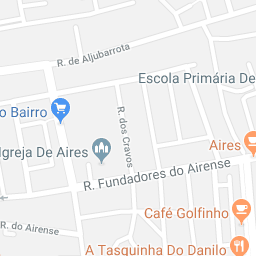 R. de Aljubarrota
Escola Primária De
o Bairro
R. dos Cravos
Igreja De Aires
Aires
R. Fundadores do Airense
Café Golfinho
R. do Airense
A Tasquinha Do Danilo